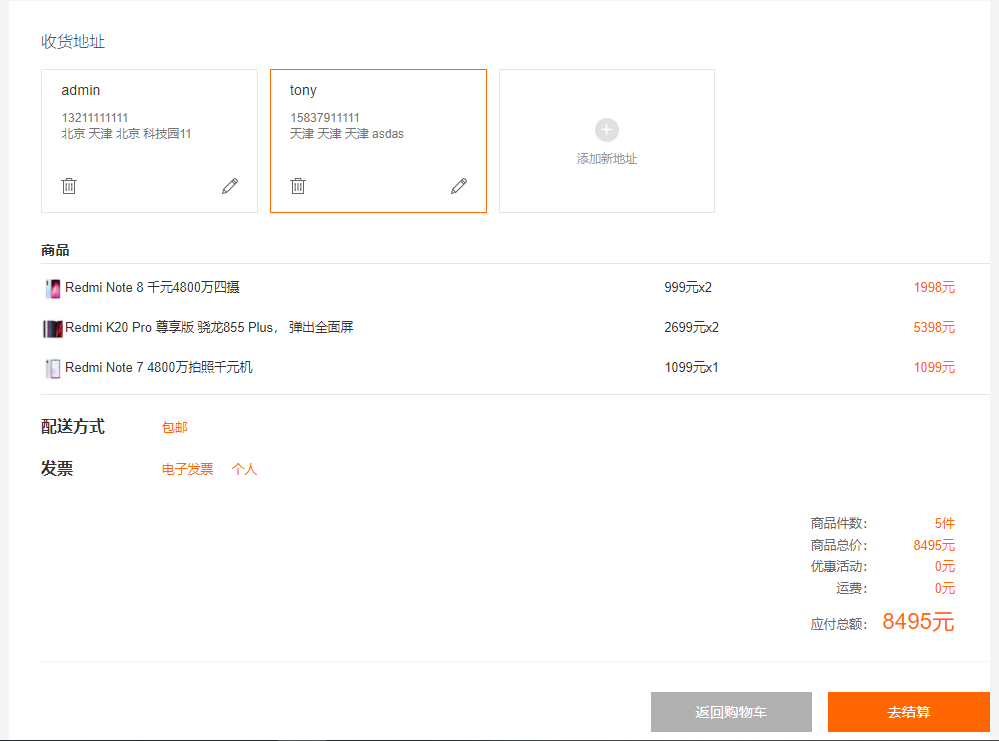 收货地址
admin
13211111111
北京 天津 北京 科技园11
tony
15837911111
天津 天津 天津 asdas
添加新地址
商品
Redmi Note 8 千元4800万四摄 999元x2 1998元
Redmi K20 Pro 尊享版 骁龙855 Plus， 弹出全面屏 2699元x2 5398元
Redmi Note 7 4800万拍照千元机 1099元x1 1099元
配送方式 包邮
发票 电子发票 个人
商品件数： 5件
商品总价： 8495元
优惠活动： 0元
运费： 0元
应付总额： 8495元
返回购物车 去结算